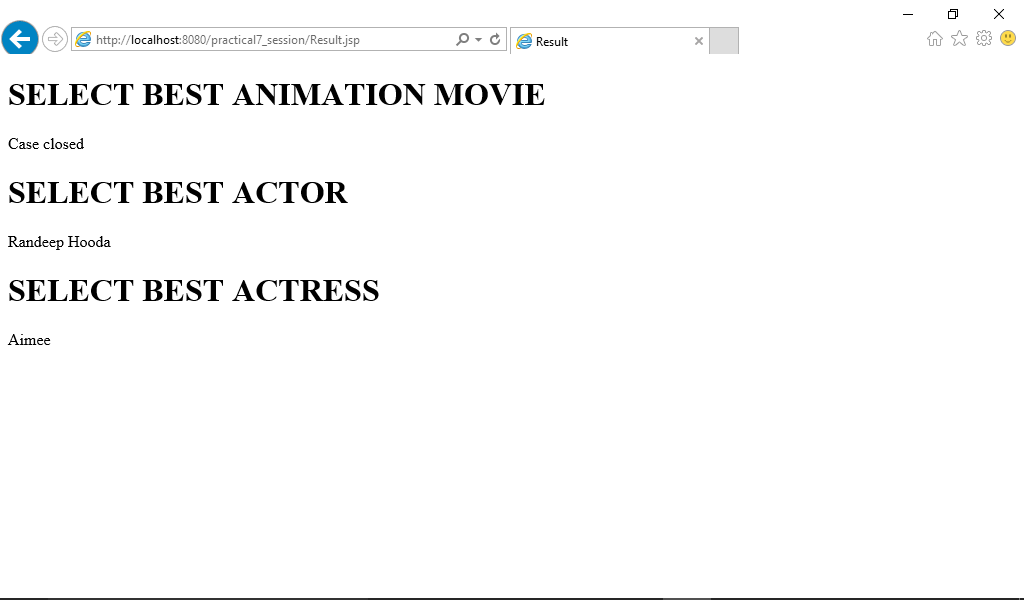 http://localhost:8080/practical7_session/Result.jsp
Result
SELECT BEST ANIMATION MOVIE
Case closed
SELECT BEST ACTOR
Randeep Hooda
SELECT BEST ACTRESS
Aimee